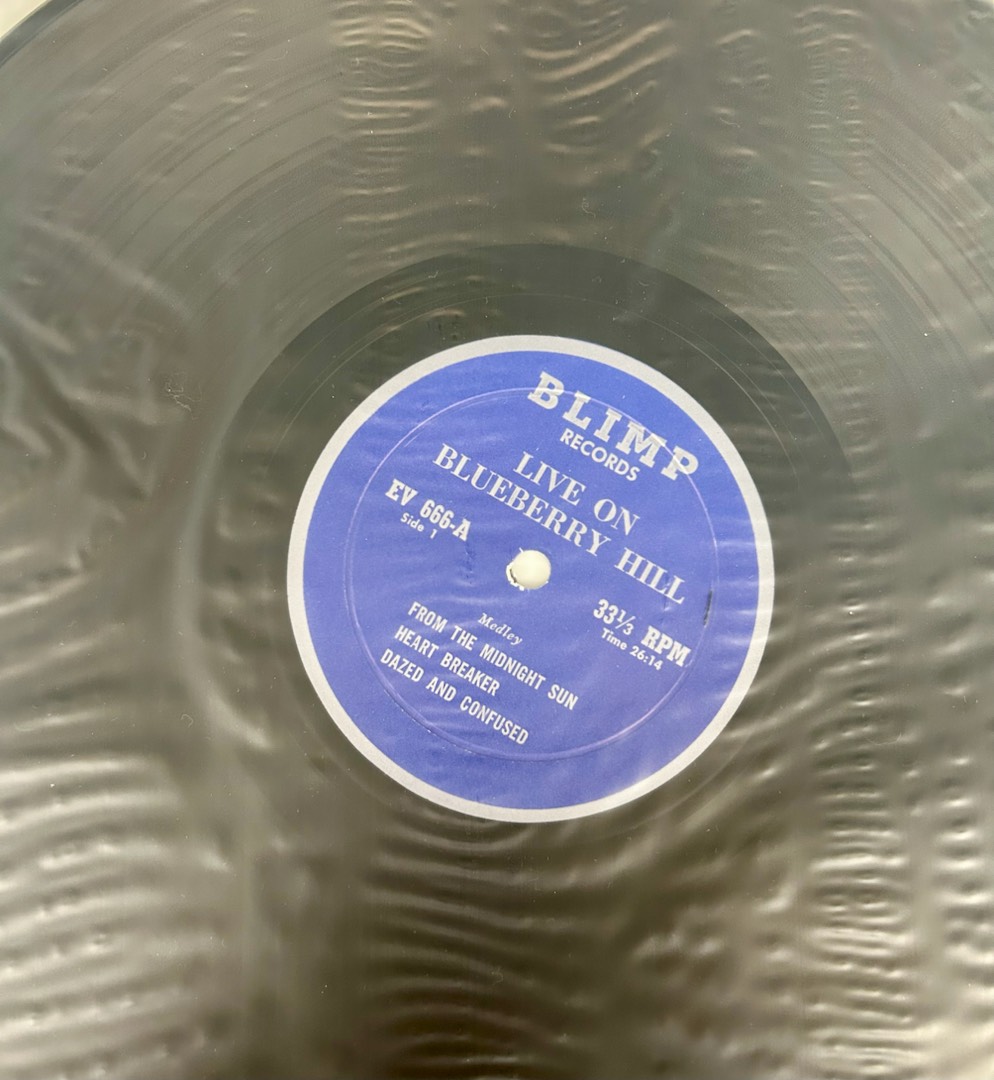 BLIMP
RECORDS
LIVE ON
BLUEBERRY HILL
EV 666-A
Side 1
33⅓ RPM
Time 26:14
Medley
FROM THE MIDNIGHT SUN
HEART BREAKER
DAZED AND CONFUSED